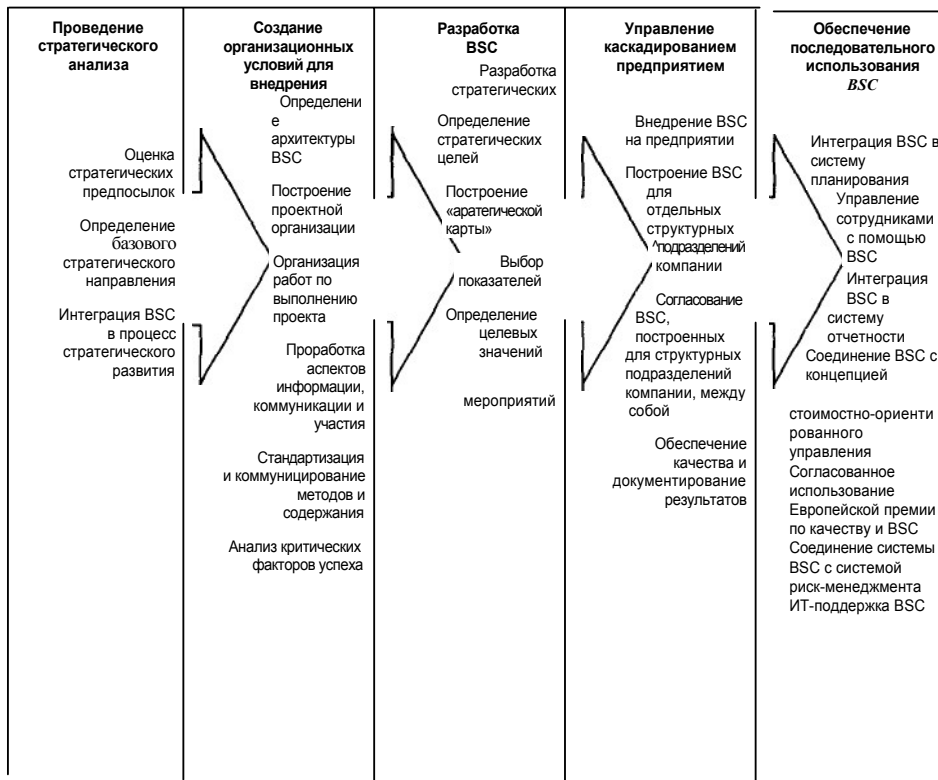 Проведение
стратегического
анализа
Оценка
стратегических
предпосылок
Определение
базового
стратегического
направления
Интеграция BSC
в процесс
стратегического
развития
Создание
организационных
условий для
внедрения
Определени
е
архитектуры
BSC
Построение
проектной
организации
Организация
работ по
выполнению
проекта
Проработка
аспектов
информации,
коммуникации и
участия
Стандартизация
и коммуницирование
методов и
содержания
Анализ критических
факторов успеха
Разработка
BSC
Разработка
стратегических
Определение
стратегических
целей
Построение
«аратегической
карты»
Выбор
показателей
Определение
целевых
значений
мероприятий
Управление
каскадированием
предприятием
Внедрение BSC
на предприятии
Построение BSC
для
отдельных
структурных
^подразделений
компании
Согласование
BSC,
построенных
для структурных
подразделений
компании, между
собой
Обеспечение
качества и
документирование
результатов
Обеспечение
последовательного
использования
BSC
Интеграция BSC в
систему
планирования
Управление
сотрудниками
с помощью
BSC
Интеграция
BSC в
систему
отчетности
Соединение BSC с
концепцией
стоимостно-ориенти
рованного
управления
Согласованное
использование
Европейской премии
по качеству и BSC
Соединение системы
BSC с системой
риск-менеджмента
ИТ-поддержка BSC